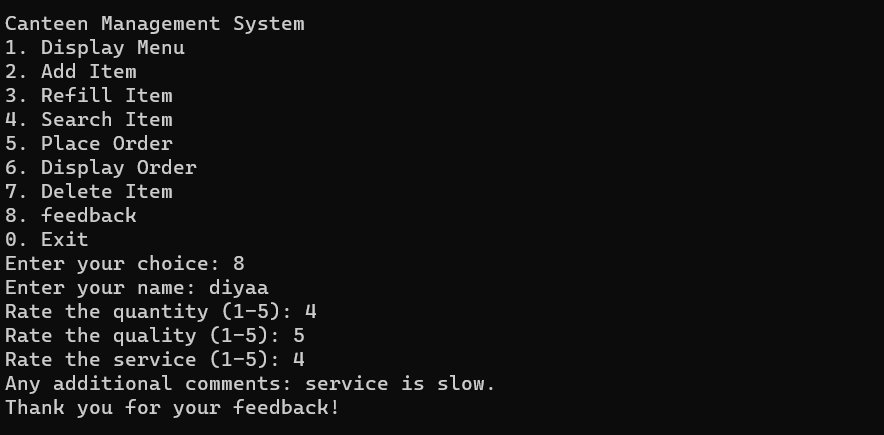 Canteen Management System
1. Display Menu
2. Add Item
3. Refill Item
4. Search Item
5. Place Order
6. Display Order
7. Delete Item
8. feedback
0. Exit
Enter your choice: 8
Enter your name: diyaa
Rate the quantity (1-5): 4
Rate the quality (1-5): 5
Rate the service (1-5): 4
Any additional comments: service is slow.
Thank you for your feedback!